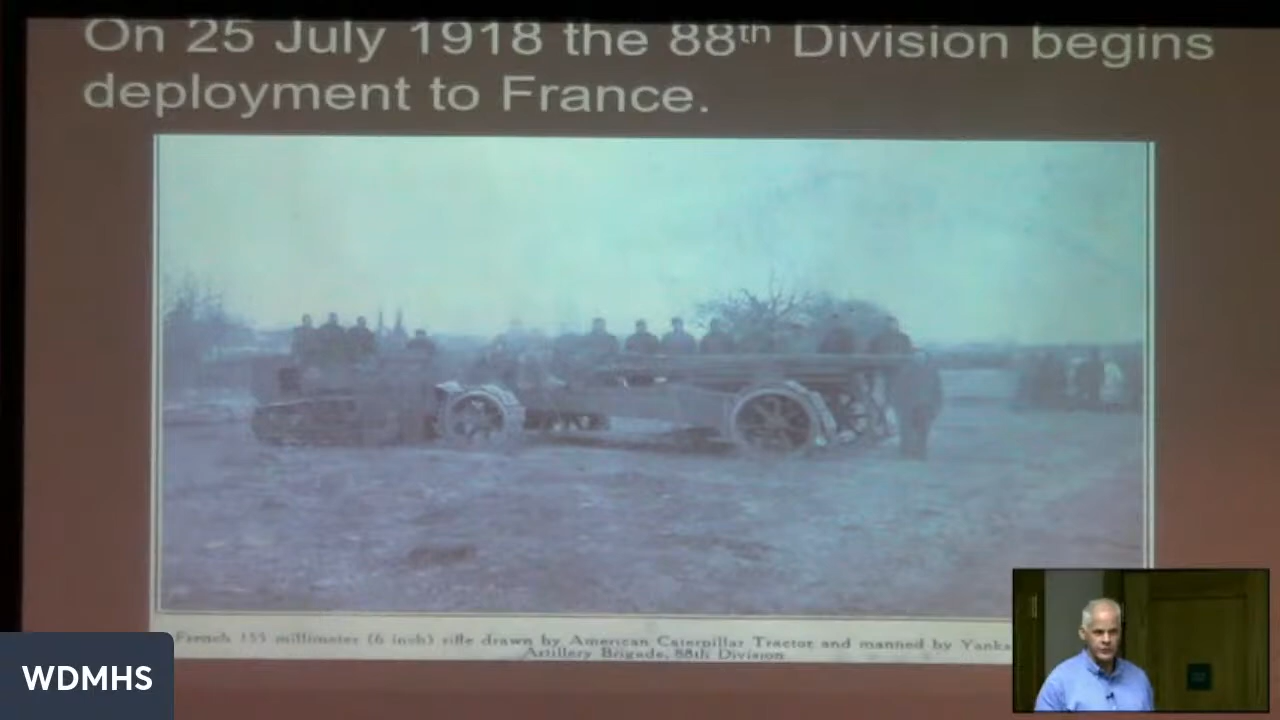 On 25 July 1918 the 88th Division begins
deployment to France.
French 155 millimeter (6 inch) rifle drawn by American Caterpillar Tractor and manned by Yanks
Artillery Brigade, 88th Division
WDMHS